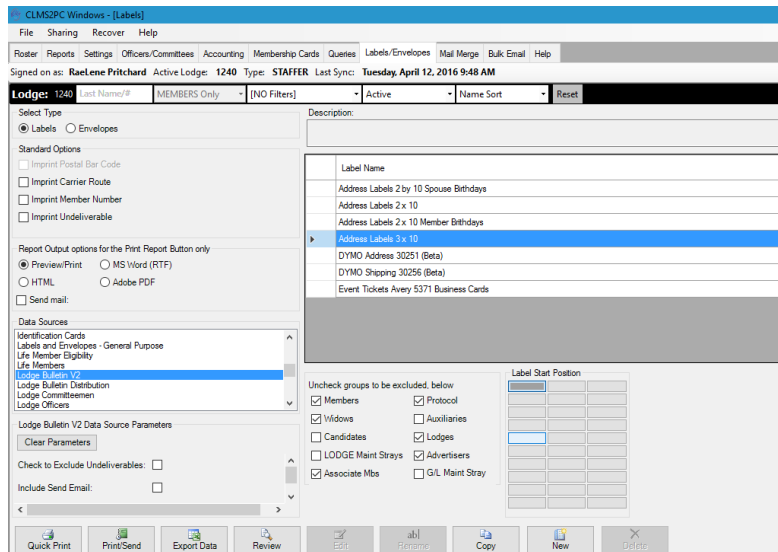 CLMS2PC Windows - [Labels]
File Sharing Recover Help
Roster Reports Settings Officers/Committees Accounting Membership Cards Queries Labels/Envelopes Mail Merge Bulk Email Help
Signed on as: RaeLene Pritchard Active Lodge: 1240 Type: STAFFER Last Sync: Tuesday, April 12, 2016 9:48 AM
Lodge: 1240 Last Name/# MEMBERS Only [NO Filters] Active Name Sort Reset
Select Type
Labels Envelopes
Description:
Standard Options
Imprint Postal Bar Code
Imprint Carrier Route
Imprint Member Number
Imprint Undeliverable
Label Name
Address Labels 2 by 10 Spouse Birthdays
Address Labels 2 x 10
Address Labels 2 x 10 Member Brithdays
Address Labels 3 x 10
DYMO Address 30251 (Beta)
DYMO Shipping 30256 (Beta)
Event Tickets Avery 5371 Business Cards
Report Output options for the Print Report Button only
Preview/Print MS Word (RTF)
HTML Adobe PDF
Send mail:
Data Sources
Identification Cards
Labels and Envelopes - General Purpose
Life Member Eligibility
Life Members
Lodge Bulletin V2
Lodge Bulletin Distribution
Lodge Committeemen
Lodge Officers
Lodge Bulletin V2 Data Source Parameters
Clear Parameters
Check to Exclude Undeliverables:
Include Send Email:
Uncheck groups to be excluded, below
Members Protocol
Widows Auxiliaries
Candidates Lodges
LODGE Maint Strays Advertisers
Associate Mbs G/L Maint Stray
Label Start Position
Quick Print Print/Send Export Data Review Edit Rename Copy New Delete